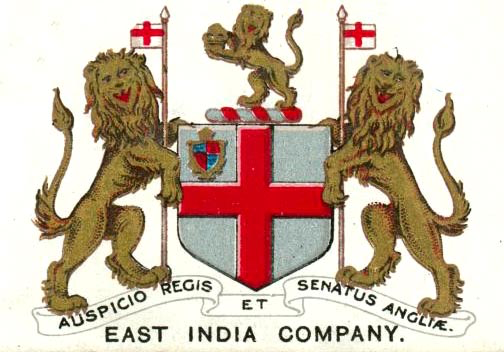 AUSPICIO REGIS ET SENATUS ANGLIÆ.
EAST INDIA COMPANY.